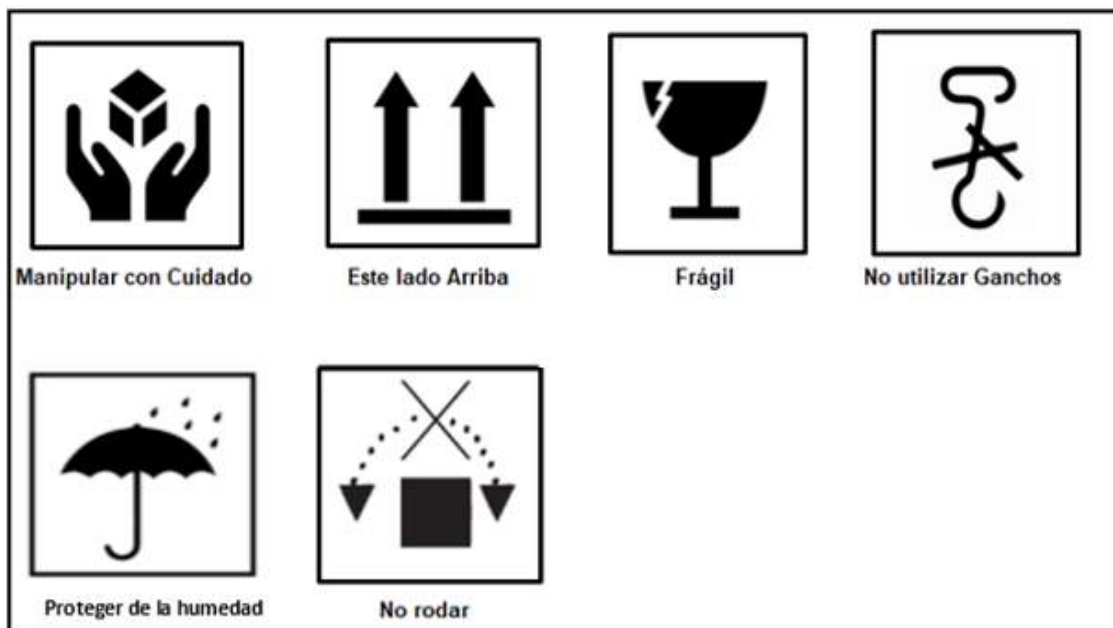 Manipular con Cuidado
Este lado Arriba
Frágil
No utilizar Ganchos
Proteger de la humedad
No rodar